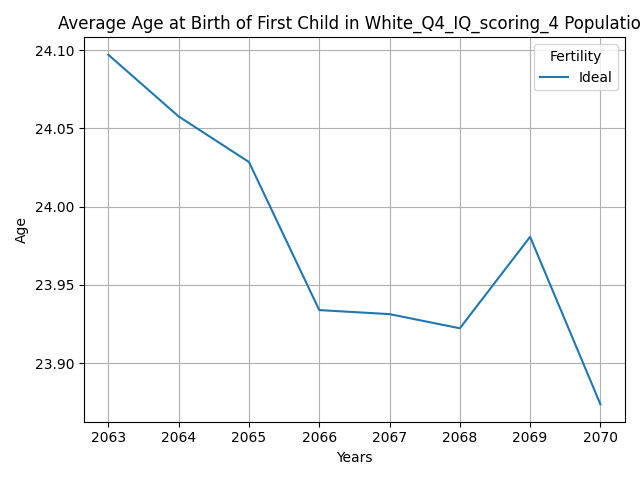 Average Age at Birth of First Child in White_Q4_IQ_scoring_4 Populatio
24.10
24.05
24.00
23.95
23.90
Age
Fertility
Ideal
2063 2064 2065 2066 2067 2068 2069 2070
Years